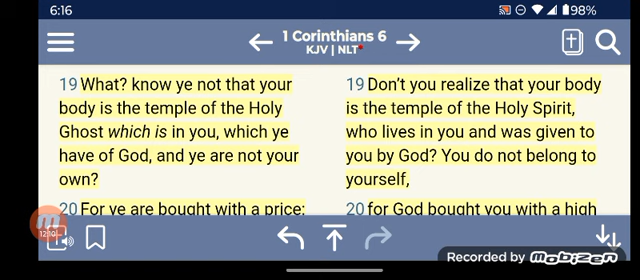 6:16
98%
1 Corinthians 6
KJV | NLT
19 What? know ye not that your
body is the temple of the Holy
Ghost which is in you, which ye
have of God, and ye are not your
own?
20 For ye are bought with a price:
19 Don't you realize that your body
is the temple of the Holy Spirit,
who lives in you and was given to
you by God? You do not belong to
yourself,
20 for God bought you with a high
M
Recorded by Mobizen